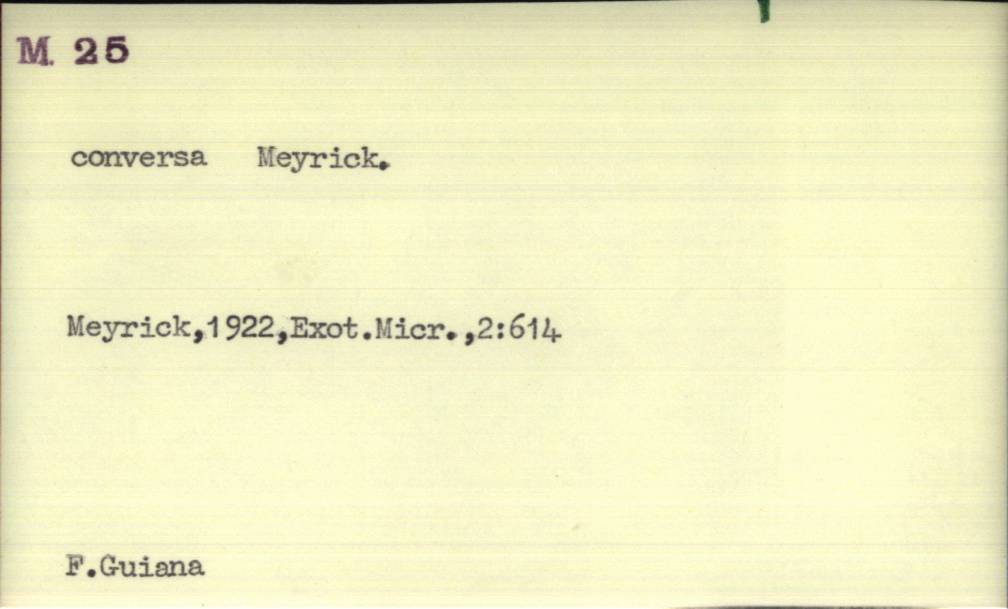 M. 25
conversa Meyrick.
Meyrick,1922,Exot.Micr.,2:614
F.Guiana